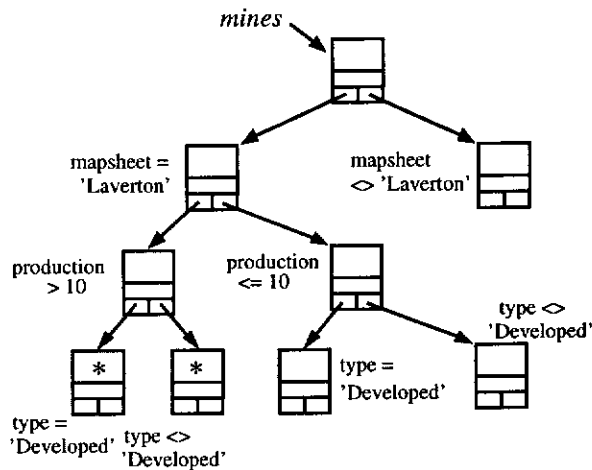 mines
mapsheet =
'Laverton'
mapsheet
<> 'Laverton'
production
> 10
production
<= 10
type <>
'Developed'
*
*
type =
'Developed'
type =
'Developed'
type <>
'Developed'